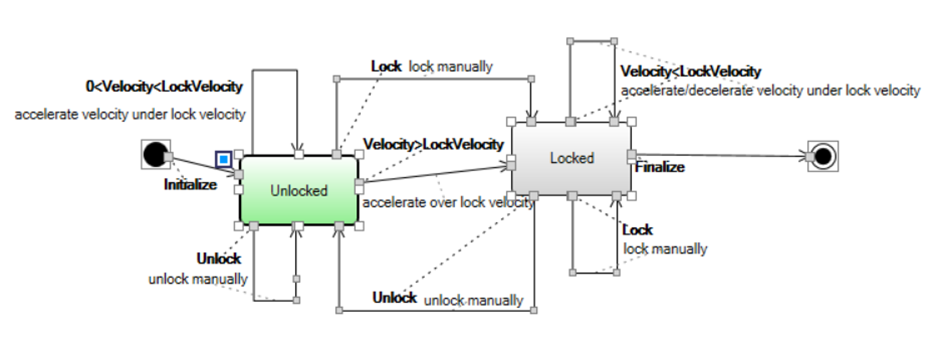 0<Velocity<LockVelocity
accelerate velocity under lock velocity
Lock lock manually
Velocity<LockVelocity
accelerate/decelerate velocity under lock velocity
Velocity>LockVelocity
Locked
Finalize
Initialize
Unlocked
accelerate over lock velocity
Unlock
unlock manually
Lock
lock manually
Unlock unlock manually